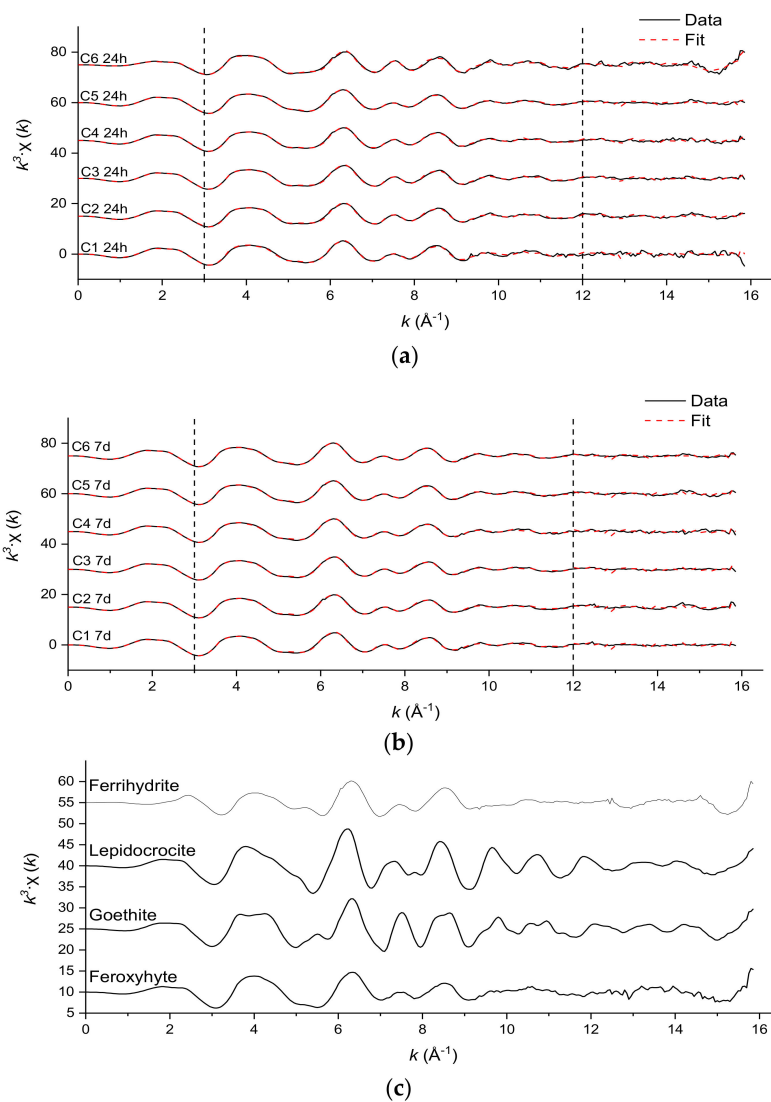 Data
Fit
80
60
40
20
0
C6 24h
C5 24h
C4 24h
C3 24h
C2 24h
C1 24h
k³·χ (k)
0 2 4 6 8 10 12 14 16
k (Å⁻¹)
(a)
Data
Fit
80
60
40
20
0
C6 7d
C5 7d
C4 7d
C3 7d
C2 7d
C1 7d
k³·χ (k)
0 2 4 6 8 10 12 14 16
k (Å⁻¹)
(b)
60
55
50
45
40
35
30
25
20
15
10
5
Ferrihydrite
Lepidocrocite
Goethite
Feroxyhyte
k³·χ (k)
0 2 4 6 8 10 12 14 16
k (Å⁻¹)
(c)